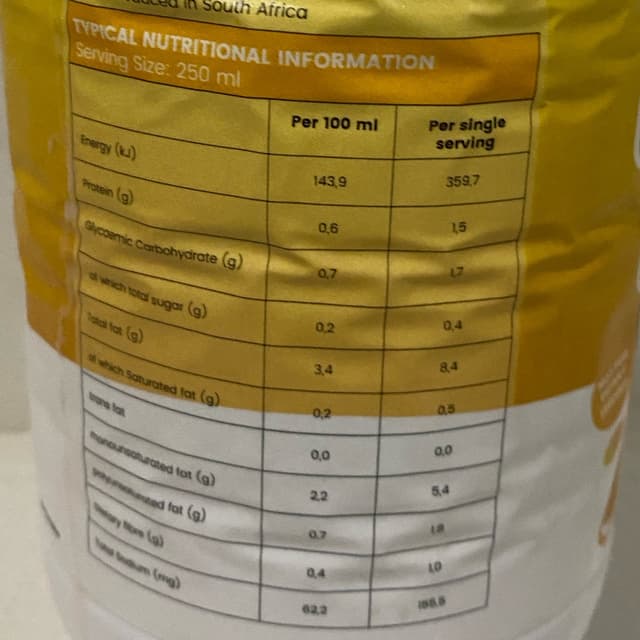 in South Africa
TYPICAL NUTRITIONAL INFORMATION
Serving Size: 250 ml
Per 100 ml Per single serving
Energy (kJ) 143,9 359,7
Protein (g) 0,6 1,5
Glycaemic Carbohydrate (g) 0,7 1,7
of which total sugar (g) 0,2 0,4
Total fat (g) 3,4 8,4
of which Saturated fat (g) 0,2 0,5
trans fat 0,0 0,0
monounsaturated fat (g) 2,2 5,4
polyunsaturated fat (g) 0,7 1,8
Dietary fibre (g) 0,4 1,0
Total Sodium (mg) 62,2